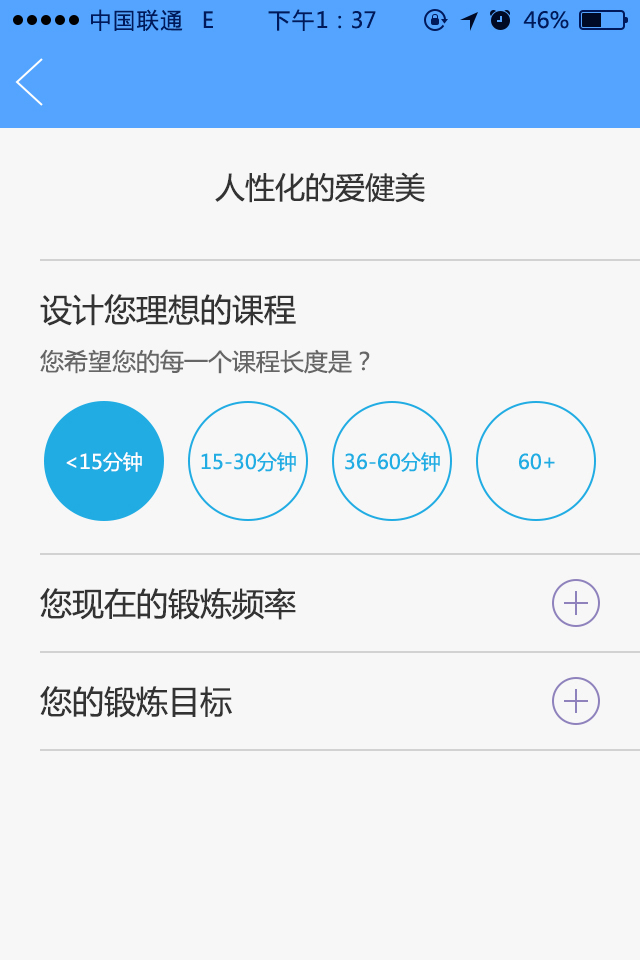 中国联通 E 下午1：37 46%
人性化的爱健美
设计您理想的课程
您希望您的每一个课程长度是？
<15分钟 15-30分钟 36-60分钟 60+
您现在的锻炼频率
您的锻炼目标